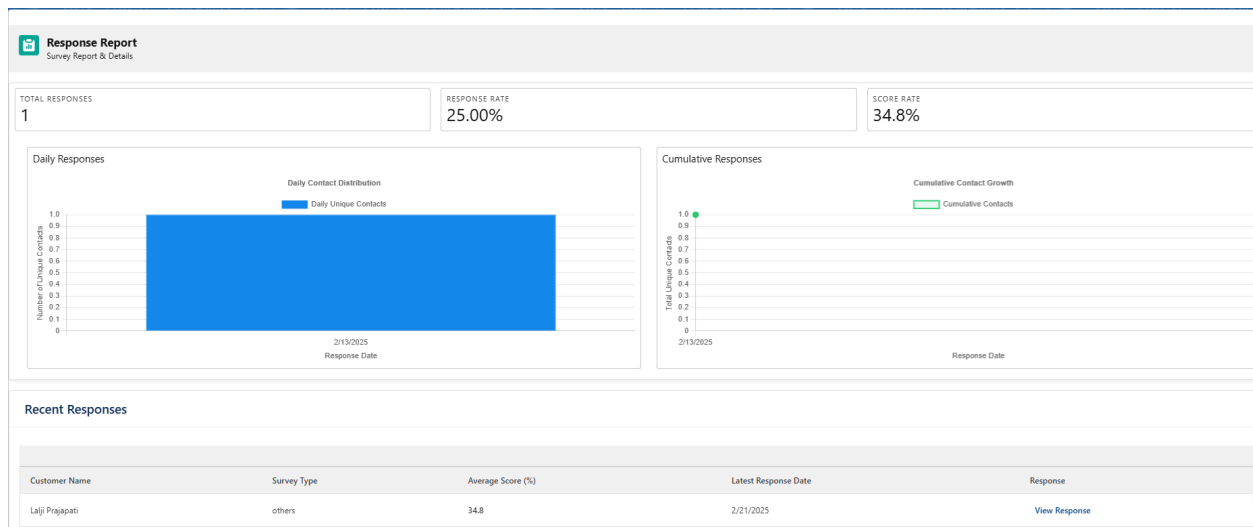 Response Report
Survey Report & Details
TOTAL RESPONSES
1
RESPONSE RATE
25.00%
SCORE RATE
34.8%
Daily Responses
Daily Contact Distribution
Daily Unique Contacts
Number of Unique Contacts
1.0
0.9
0.8
0.7
0.6
0.5
0.4
0.3
0.2
0.1
0
2/13/2025
Response Date
Cumulative Responses
Cumulative Contact Growth
Cumulative Contacts
Total Unique Contacts
1.0
0.9
0.8
0.7
0.6
0.5
0.4
0.3
0.2
0.1
0
2/13/2025
Response Date
Recent Responses
Customer Name Survey Type Average Score (%) Latest Response Date Response
Lalji Prajapati others 34.8 2/21/2025 View Response